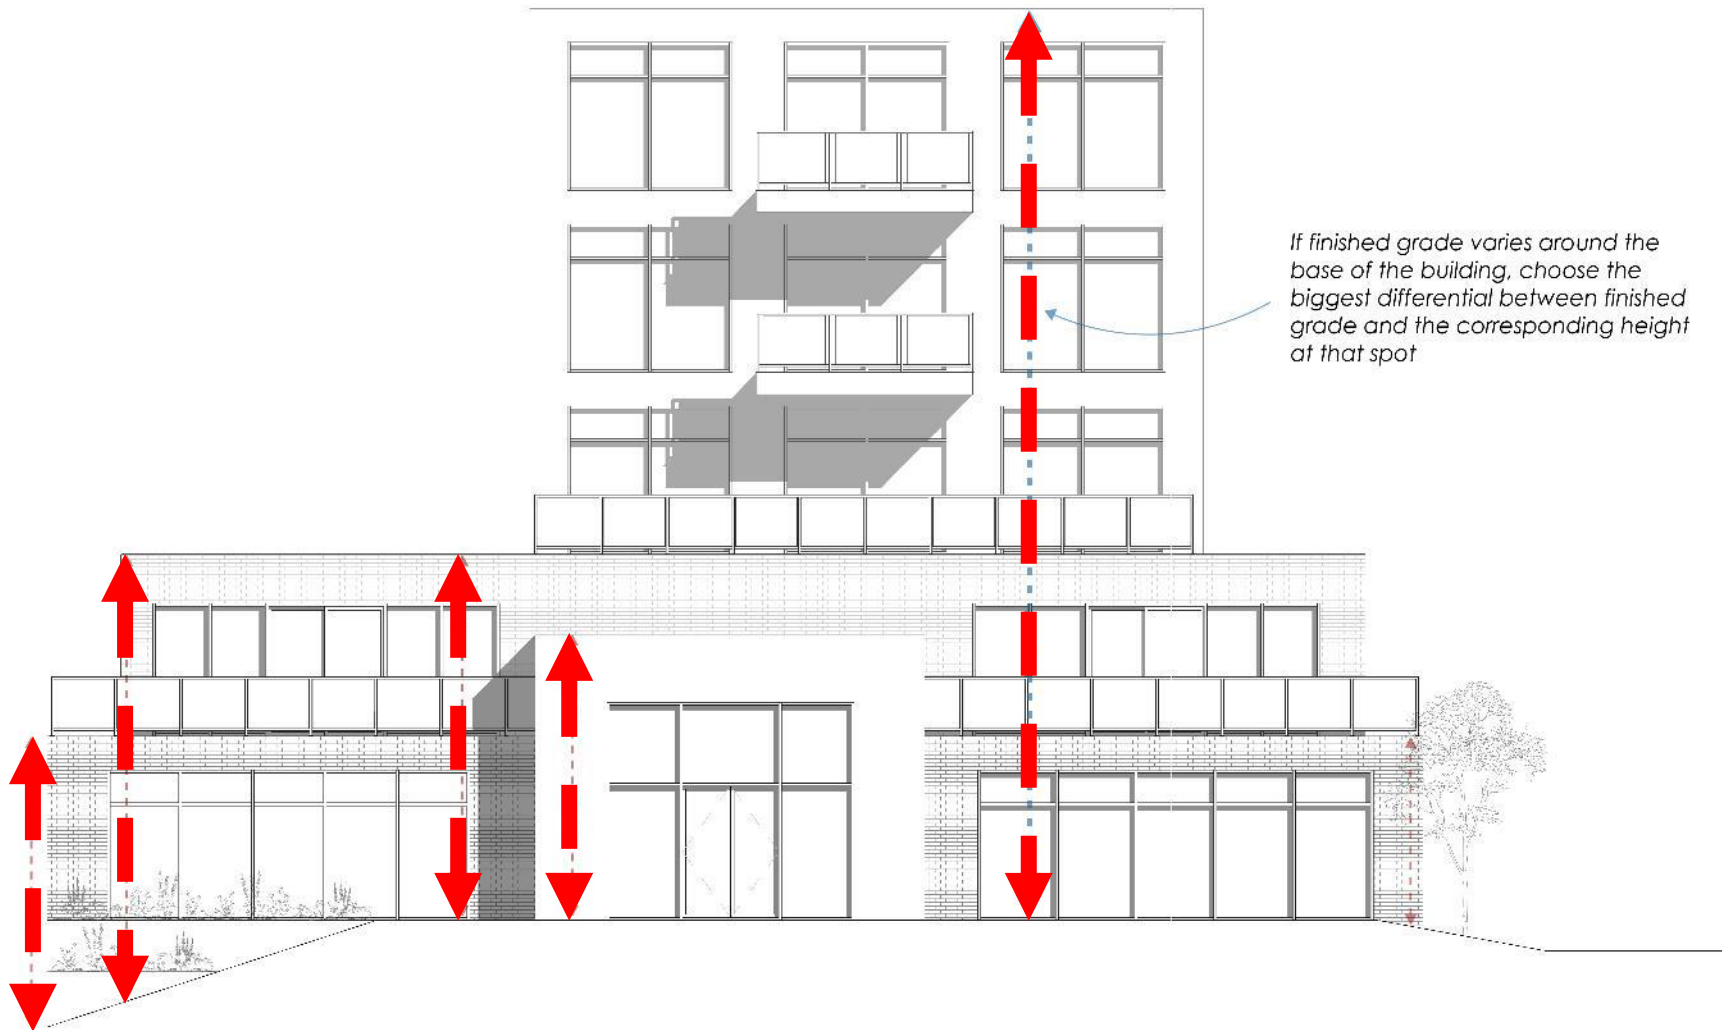 If finished grade varies around the
base of the building, choose the
biggest differential between finished
grade and the corresponding height
at that spot